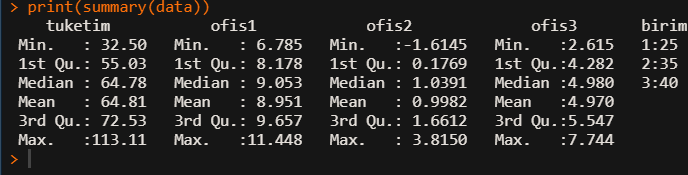 > print(summary(data))
    tuketim           ofis1            ofis2             ofis3       birim
 Min.   : 32.50   Min.   : 6.785   Min.   :-1.6145   Min.   :2.615   1:25
 1st Qu.: 55.03   1st Qu.: 8.178   1st Qu.: 0.1769   1st Qu.:4.282   2:35
 Median : 64.78   Median : 9.053   Median : 1.0391   Median :4.980   3:40
 Mean   : 64.81   Mean   : 8.951   Mean   : 0.9982   Mean   :4.970
 3rd Qu.: 72.53   3rd Qu.: 9.657   3rd Qu.: 1.6612   3rd Qu.:5.547
 Max.   :113.11   Max.   :11.448   Max.   : 3.8150   Max.   :7.744
>